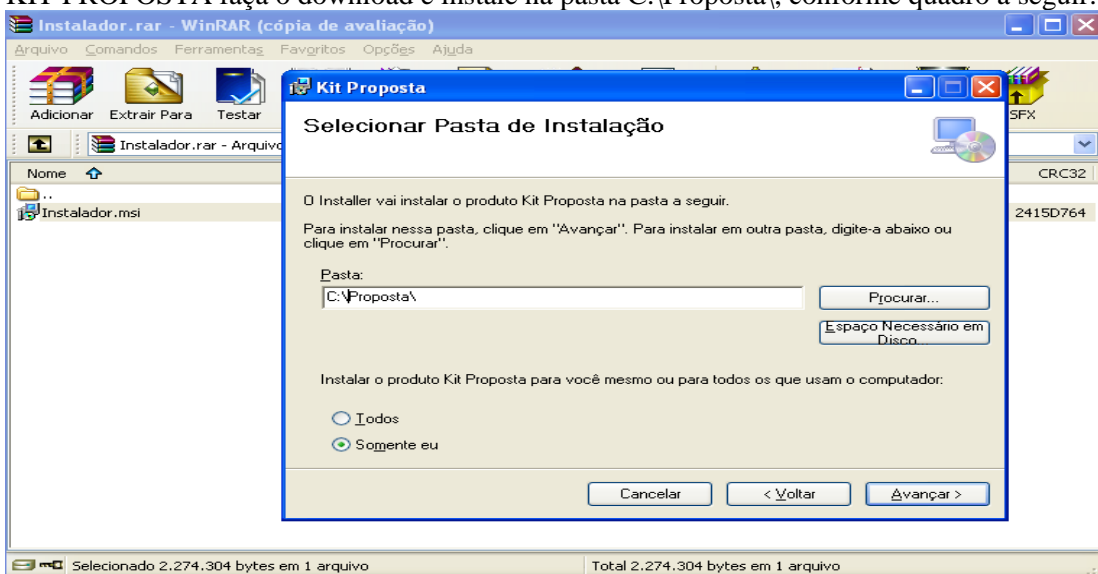 KIT PROPOSTA faça o download e instale na pasta C:\Proposta\, conforme quadro a seguir:
Instalador.rar - WinRAR (cópia de avaliação)
Arquivo Comandos Ferramentas Favoritos Opções Ajuda
Adicionar Extrair Para Testar SFX
Instalador.rar - Arquivo
Nome CRC32
..
Instalador.msi 2415D764
Kit Proposta
Selecionar Pasta de Instalação
O Installer vai instalar o produto Kit Proposta na pasta a seguir.
Para instalar nessa pasta, clique em "Avançar". Para instalar em outra pasta, digite-a abaixo ou
clique em "Procurar".
Pasta:
C:\Proposta\
Procurar...
Espaço Necessário em
Disco...
Instalar o produto Kit Proposta para você mesmo ou para todos os que usam o computador:
Todos
Somente eu
Cancelar < Voltar Avançar >
Selecionado 2.274.304 bytes em 1 arquivo Total 2.274.304 bytes em 1 arquivo